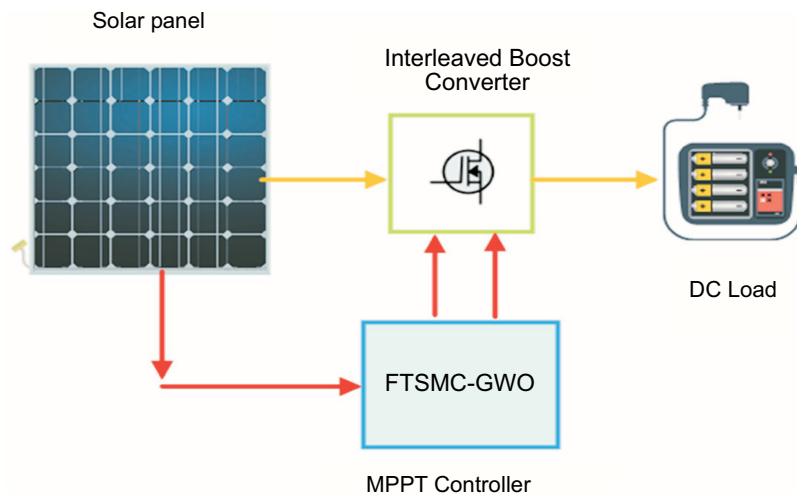 Solar panel
Interleaved Boost
Converter
DC Load
FTSMC-GWO
MPPT Controller